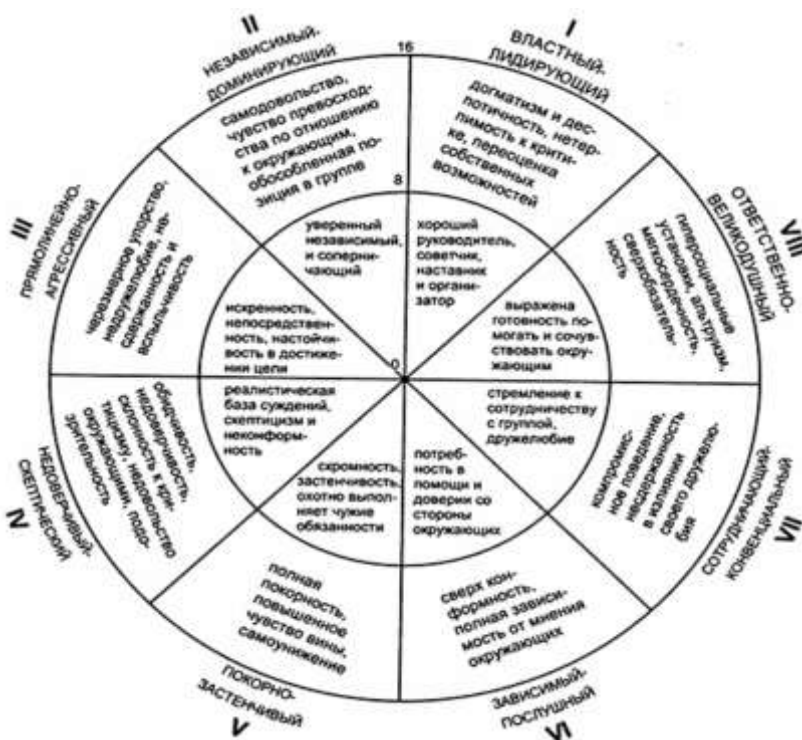 I
ВЛАСТНЫЙ-
ЛИДИРУЮЩИЙ
догматизм и дес-
потичность, нетер-
пимость к крити-
ке, переоценка
собственных
возможностей
хороший
руководитель,
советчик,
наставник
и органи-
затор
II
НЕЗАВИСИМЫЙ-
ДОМИНИРУЮЩИЙ
самодовольство,
чувство превосход-
ства по отношению
к окружающим,
обособленная по-
зиция в группе
уверенный
независимый,
и соперни-
чающий
III
ПРЯМОЛИНЕЙНО-
АГРЕССИВНЫЙ
черезмерное упорство,
недружелюбие, не-
сдержанность и
вспыльчивость
искренность,
непосредствен-
ность, настойчи-
вость в достиже-
нии цели
IV
НЕДОВЕРЧИВЫЙ-
СКЕПТИЧЕСКИЙ
обидчивость,
недоверчивость,
склонность к кри-
тицизму, недовольство
окружающими, подо-
зрительность
реалистическая
база суждений,
скептицизм и
неконформ-
ность
V
ПОКОРНО-
ЗАСТЕНЧИВЫЙ
полная
покорность,
повышенное
чувство вины,
самоунижение
скромность,
застенчивость,
охотно выпол-
няет чужие
обязанности
VI
ЗАВИСИМЫЙ-
ПОСЛУШНЫЙ
сверх кон-
формность,
полная зависи-
мость от мнения
окружающих
потреб-
ность в
помощи и
доверии со
стороны
окружающих
VII
СОТРУДНИЧАЮЩИЙ-
КОНВЕНЦИАЛЬНЫЙ
компромис-
сное поведение,
несдержанность
в излиянии
своего дружелю-
бия
стремление к
сотрудничеству
с группой,
дружелюбие
VIII
ОТВЕТСТВЕННО-
ВЕЛИКОДУШНЫЙ
гиперсоциальные
установки, альтруизм,
мягкосердечность,
сверхобязатель-
ность
выражена
готовность по-
могать и сочув-
ствовать окру-
жающим
16
8
0